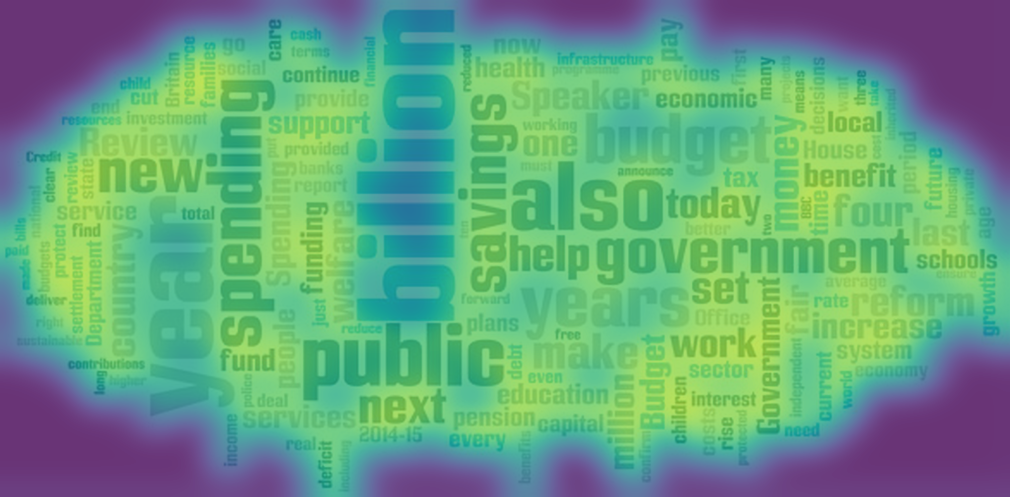 billion
year
spending
public
also
government
savings
budget
years
new
Review
support
continue
provide
social
go
care
cash
terms
financial
families
resource
Britain
child
cut
end
resources
investment
Credit
clear
review
state
national
service
find
total
bills
paid
made
budgets
protect
settlement
Department
country
deliver
right
sustainable
contributions
long
higher
put
provided
banks
report
Spending
funding
welfare
just
people
reduce
fund
police
deal
services
income
real
deficit
including
next
2014-15
every
pension
capital
education
even
debt
plans
forward
ten
reduced
now
health
infrastructure
programme
previous
pay
first
many
Speaker
economic
working
one
must
announce
tax
today
better
two
money
BBC
time
House
benefit
local
decisions
means
projects
want
three
take
cost
period
future
housing
private
age
four
last
schools
ensure
growth
help
set
Office
average
rate
reform
increase
fair
system
economy
independent
current
world
Government
work
sector
free
make
Budget
million
children
interest
costs
rise
protected
need
benefits